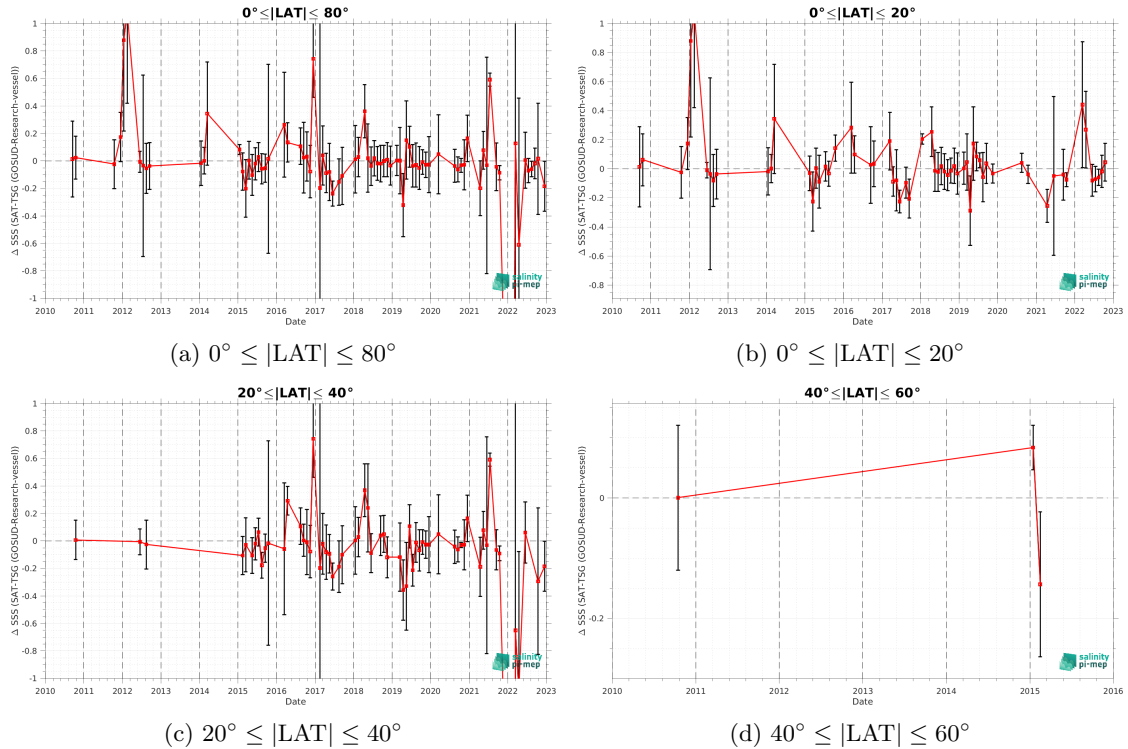 0°≤|LAT|≤ 80°
Δ SSS (SAT-TSG (GOSUD-Research-vessel))
1
0.8
0.6
0.4
0.2
0
-0.2
-0.4
-0.6
-0.8
-1
2010 2011 2012 2013 2014 2015 2016 2017 2018 2019 2020 2021 2022 2023
Date
salinity
pi-mep
(a) 0° ≤ |LAT| ≤ 80°
0°≤|LAT|≤ 20°
Δ SSS (SAT-TSG (GOSUD-Research-vessel))
1
0.8
0.6
0.4
0.2
0
-0.2
-0.4
-0.6
-0.8
2010 2011 2012 2013 2014 2015 2016 2017 2018 2019 2020 2021 2022 2023
Date
salinity
pi-mep
(b) 0° ≤ |LAT| ≤ 20°
20°≤|LAT|≤ 40°
Δ SSS (SAT-TSG (GOSUD-Research-vessel))
1
0.8
0.6
0.4
0.2
0
-0.2
-0.4
-0.6
-0.8
-1
2010 2011 2012 2013 2014 2015 2016 2017 2018 2019 2020 2021 2022 2023
Date
salinity
pi-mep
(c) 20° ≤ |LAT| ≤ 40°
40°≤|LAT|≤ 60°
Δ SSS (SAT-TSG (GOSUD-Research-vessel))
0
-0.2
2010 2011 2012 2013 2014 2015 2016
Date
salinity
pi-mep
(d) 40° ≤ |LAT| ≤ 60°